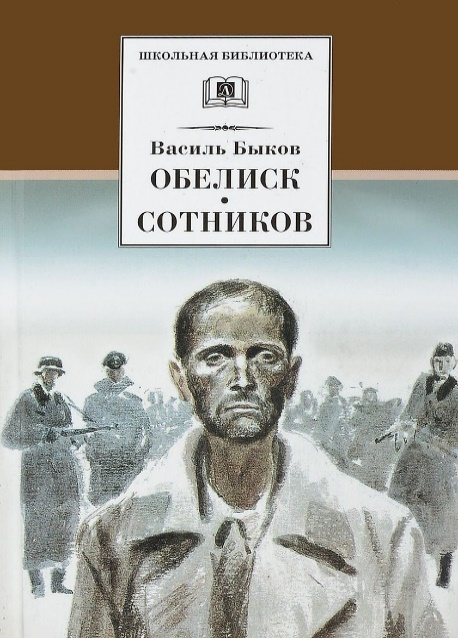 ШКОЛЬНАЯ БИБЛИОТЕКА
Василь Быков
ОБЕЛИСК
•
СОТНИКОВ